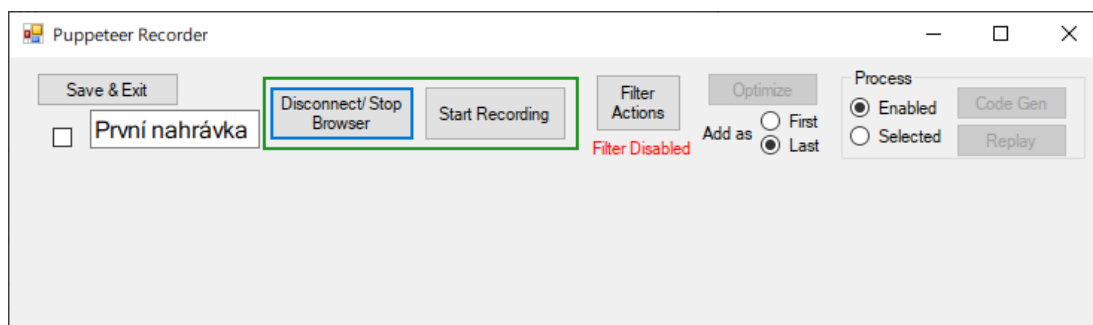 Puppeteer Recorder
Save & Exit
První nahrávka
Disconnect/ Stop
Browser
Start Recording
Filter
Actions
Filter Disabled
Optimize
Add as
First
Last
Process
Enabled
Selected
Code Gen
Replay